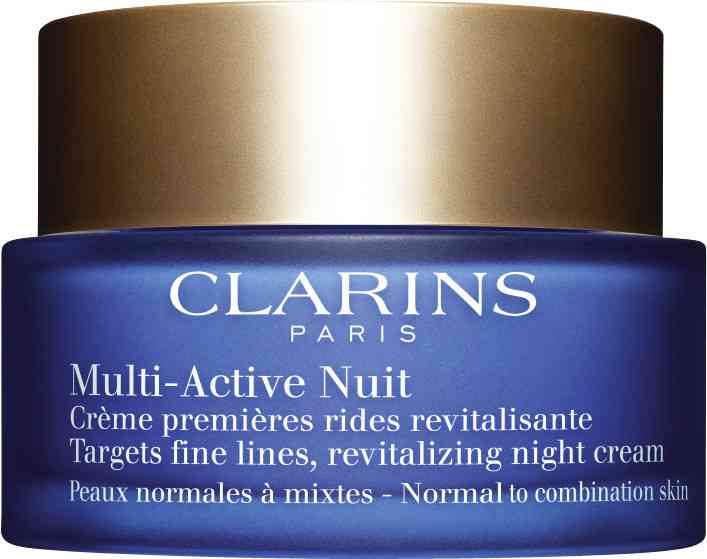 CLARINS
PARIS
Multi-Active Nuit
Crème premières rides revitalisante
Targets fine lines, revitalizing night cream
Peaux normales à mixtes - Normal to combination skin